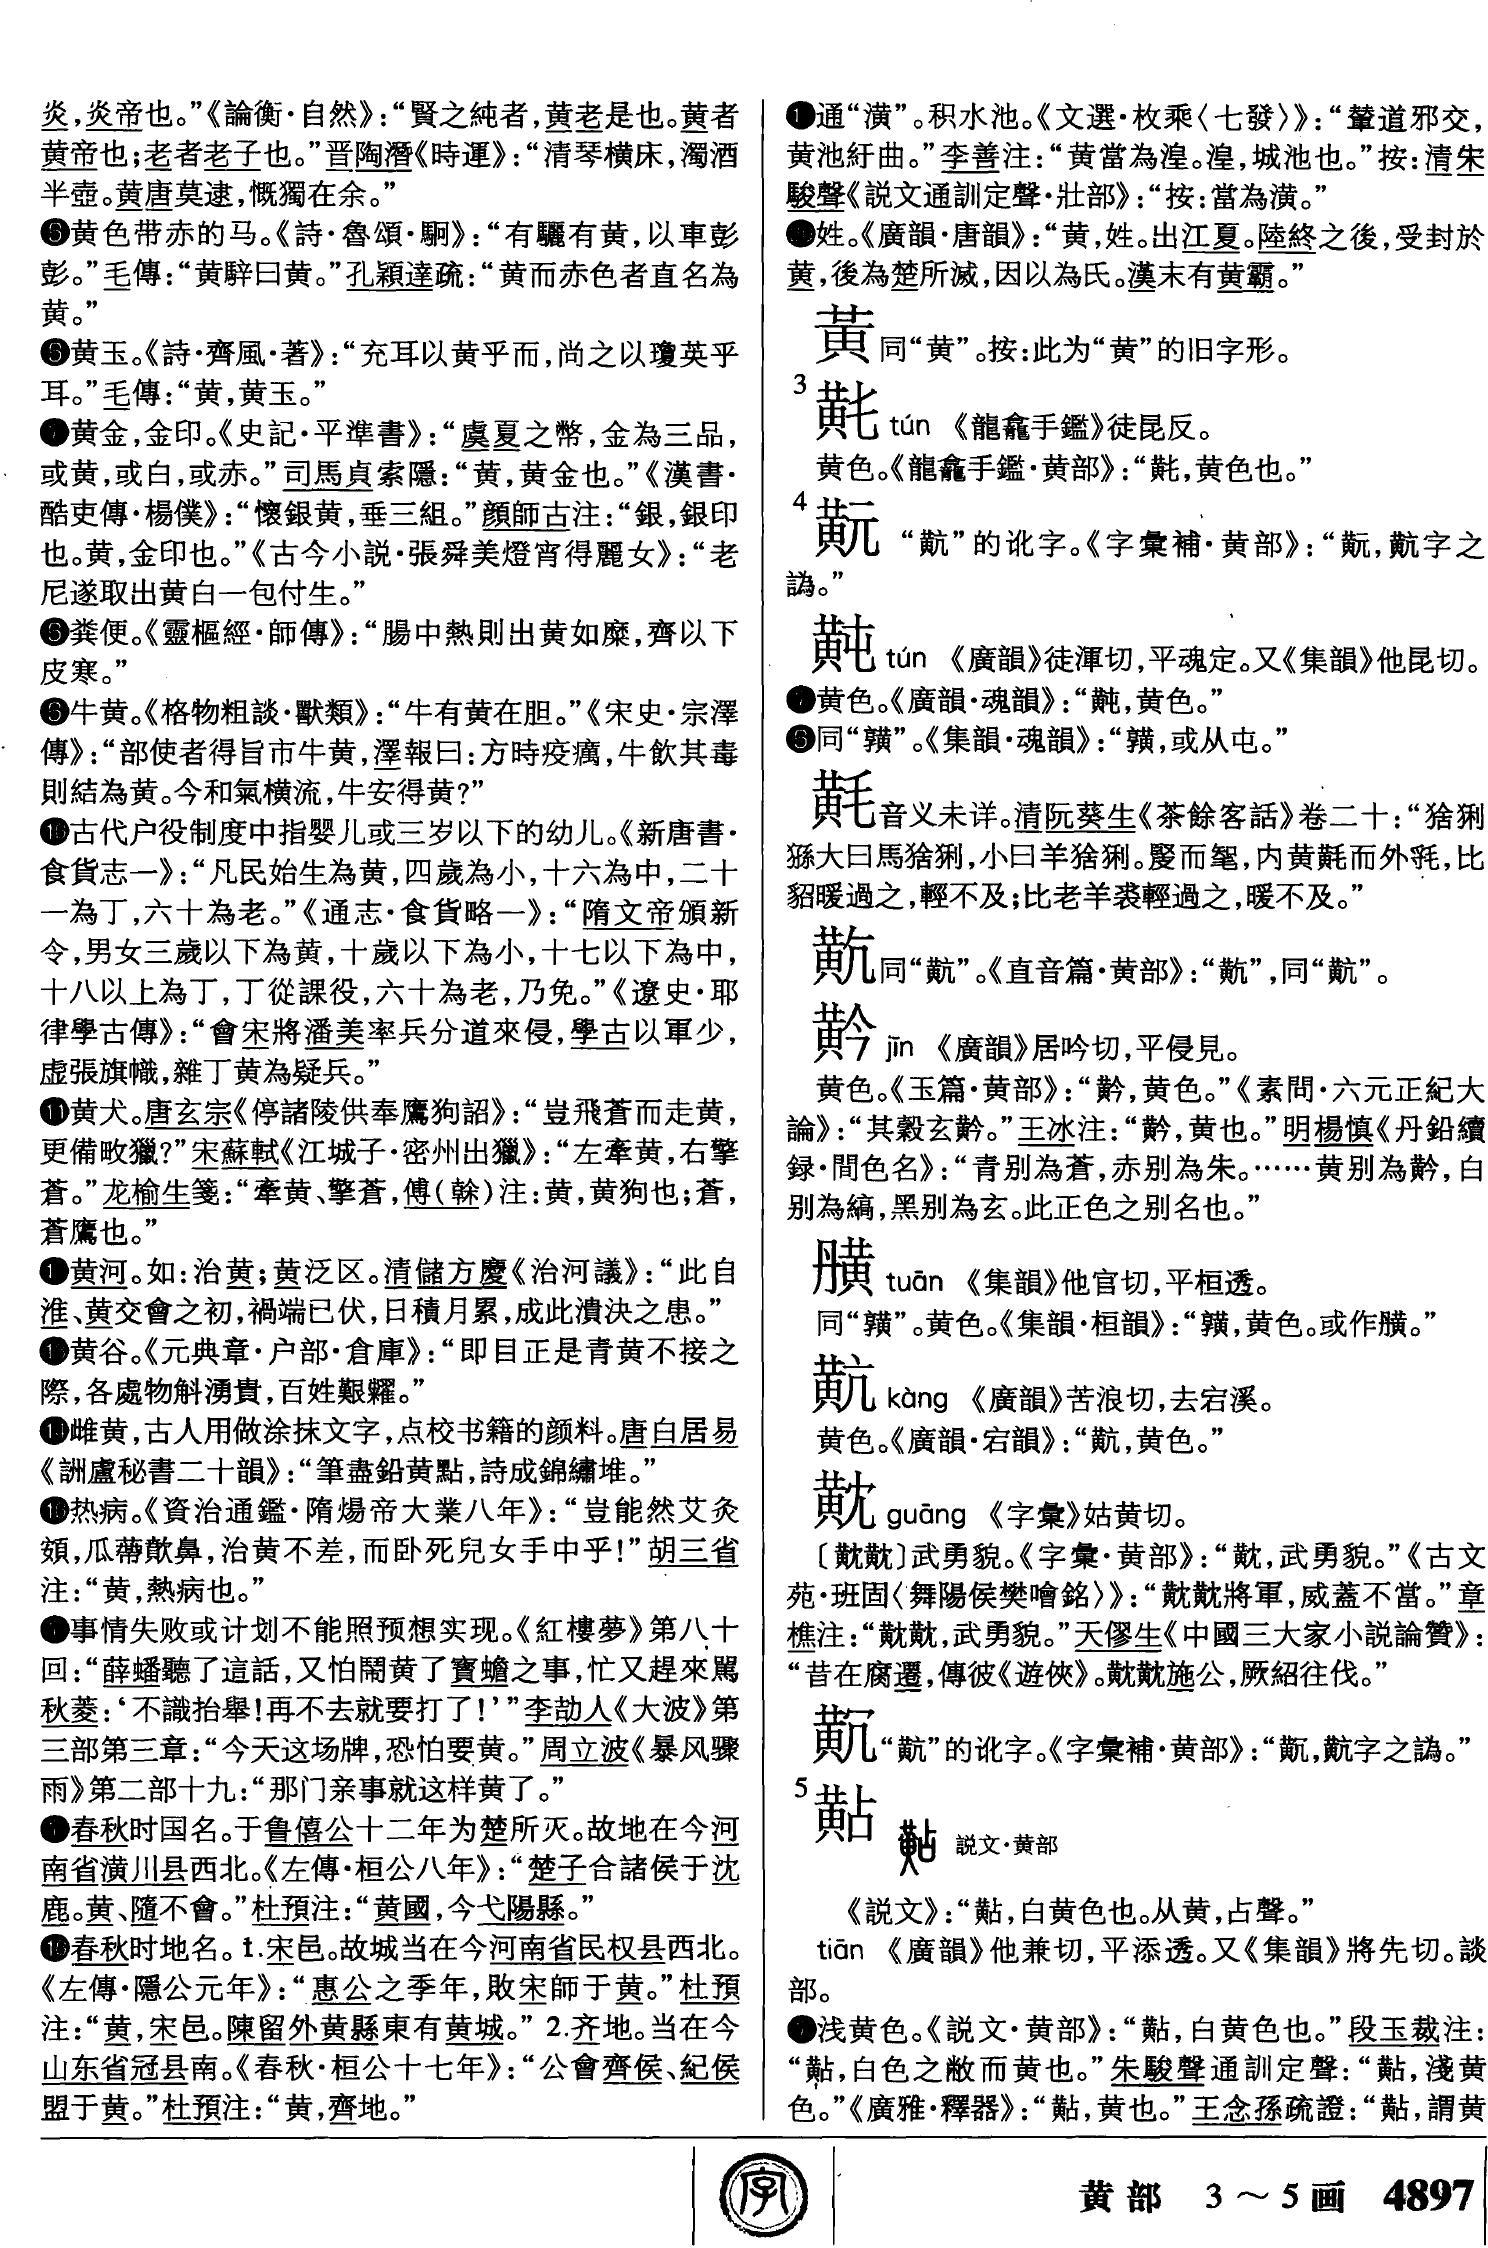 炎，炎帝也。”《論衡·自然》：“賢之純者，黄老是也。黄者
黄帝也；老者老子也。”晋陶潛《時運》：“清琴横床，濁酒
半壺。黄唐莫逮，慨獨在余。”
黄色带赤的马。《詩·魯頌·駉》：“有驪有黄，以車彭
彭。”毛傳：“黄騂曰黄。”孔穎達疏：“黄而赤色者直名為
黄。”
黄玉。《詩·齊風·著》：“充耳以黄乎而，尚之以瓊英乎
耳。”毛傳：“黄，黄玉。”
黄金，金印。《史記·平準書》：“虞夏之幣，金為三品，
或黄，或白，或赤。”司馬貞索隱：“黄，黄金也。”《漢書·
酷吏傳·楊僕》：“懷銀黄，垂三組。”顔師古注：“銀，銀印
也。黄，金印也。”《古今小説·張舜美燈宵得麗女》：“老
尼遂取出黄白一包付生。”
粪便。《靈樞經·師傳》：“腸中熱則出黄如糜，齊以下
皮寒。”
牛黄。《格物粗談·獸類》：“牛有黄在胆。”《宋史·宗澤
傳》：“部使者得旨市牛黄，澤報曰：方時疫癘，牛飲其毒
則結為黄。今和氣横流，牛安得黄？”
古代户役制度中指婴儿或三岁以下的幼儿。《新唐書·
食貨志一》：“凡民始生為黄，四歲為小，十六為中，二十
一為丁，六十為老。”《通志·食貨略一》：“隋文帝頒新
令，男女三歲以下為黄，十歲以下為小，十七以下為中，
十八以上為丁，丁從課役，六十為老，乃免。”《遼史·耶
律學古傳》：“會宋將潘美率兵分道來侵，學古以軍少，
虚張旗幟，雜丁黄為疑兵。”
⓫黄犬。唐玄宗《停諸陵供奉鷹狗詔》：“豈飛蒼而走黄，
更備畋獵？”宋蘇軾《江城子·密州出獵》：“左牽黄，右擎
蒼。”龙榆生箋：“牽黄、擎蒼，傅(榦)注：黄，黄狗也；蒼，
蒼鷹也。”
黄河。如：治黄；黄泛区。清儲方慶《治河議》：“此自
淮、黄交會之初，禍端已伏，日積月累，成此潰決之患。”
黄谷。《元典章·户部·倉庫》：“即目正是青黄不接之
際，各處物斛湧貴，百姓艱糴。”
雌黄，古人用做涂抹文字，点校书籍的颜料。唐白居易
《詶盧秘書二十韻》：“筆盡鉛黄點，詩成錦繡堆。”
热病。《資治通鑑·隋煬帝大業八年》：“豈能然艾灸
頞，瓜蔕歕鼻，治黄不差，而卧死兒女手中乎！”胡三省
注：“黄，熱病也。”
事情失败或计划不能照预想实现。《紅樓夢》第八十
回：“薛蟠聽了這話，又怕鬧黄了寶蟾之事，忙又趕來駡
秋菱：‘不識抬舉！再不去就要打了！’”李劼人《大波》第
三部第三章：“今天这场牌，恐怕要黄。”周立波《暴风骤
雨》第二部十九：“那门亲事就这样黄了。”
春秋时国名。于鲁僖公十二年为楚所灭。故地在今河
南省潢川县西北。《左傳·桓公八年》：“楚子合諸侯于沈
鹿。黄、隨不會。”杜預注：“黄國，今弋陽縣。”
春秋时地名。1.宋邑。故城当在今河南省民权县西北。
《左傳·隱公元年》：“惠公之季年，敗宋師于黄。”杜預
注：“黄，宋邑。陳留外黄縣東有黄城。” 2.齐地。当在今
山东省冠县南。《春秋·桓公十七年》：“公會齊侯、紀侯
盟于黄。”杜預注：“黄，齊地。”
通“潢”。积水池。《文選·枚乘〈七發〉》：“輦道邪交，
黄池紆曲。”李善注：“黄當為湟。湟，城池也。”按：清朱
駿聲《説文通訓定聲·壯部》：“按：當為潢。”
姓。《廣韻·唐韻》：“黄，姓。出江夏。陸終之後，受封於
黄，後為楚所滅，因以為氏。漢末有黄霸。”
黃同“黄”。按：此为“黄”的旧字形。
3
tún 《龍龕手鑑》徒昆反。
黄色。《龍龕手鑑·黄部》：“，黄色也。”
4
“䵃”的讹字。《字彙補·黄部》：“，䵃字之
譌。”
黗 tún 《廣韻》徒渾切，平魂定。又《集韻》他昆切。
黄色。《廣韻·魂韻》：“，黄色。”
同“”。《集韻·魂韻》：“，或从屯。”
音义未详。清阮葵生《茶餘客話》卷二十：“猞猁
猻大曰馬猞猁，小曰羊猞猁。而氂，内黄而外，比
貂暖過之，輕不及；比老羊裘輕過之，暖不及。”
同“䵃”。《直音篇·黄部》：“”，同“䵃”。
黅 jīn 《廣韻》居吟切，平侵見。
黄色。《玉篇·黄部》：“黅，黄色。”《素問·六元正紀大
論》：“其穀玄黅。”王冰注：“黅，黄也。”明楊慎《丹鉛續
録·間色名》：“青别為蒼，赤别為朱。……黄别為黅，白
别為縞，黑别為玄。此正色之别名也。”
tuān 《集韻》他官切，平桓透。
同“”。黄色。《集韻·桓韻》：“，黄色。或作。”
䵃 kàng 《廣韻》苦浪切，去宕溪。
黄色。《廣韻·宕韻》：“䵃，黄色。”
guāng 《字彙》姑黄切。
〔〕武勇貌。《字彙·黄部》：“，武勇貌。”《古文
苑·班固〈舞陽侯樊噲銘〉》：“將軍，威蓋不當。”章
樵注：“，武勇貌。”天僇生《中國三大家小説論贊》：
“昔在腐遷，傳彼《遊俠》。施公，厥紹往伐。”
“䵃”的讹字。《字彙補·黄部》：“，䵃字之譌。”
5
黇
説文·黄部
《説文》：“黇，白黄色也。从黄，占聲。”
tiān 《廣韻》他兼切，平添透。又《集韻》將先切。談
部。
浅黄色。《説文·黄部》：“黇，白黄色也。”段玉裁注：
“黇，白色之敝而黄也。”朱駿聲通訓定聲：“黇，淺黄
色。”《廣雅·釋器》：“黇，黄也。”王念孫疏證：“黇，謂黄
字
黄部 3～5画 4897